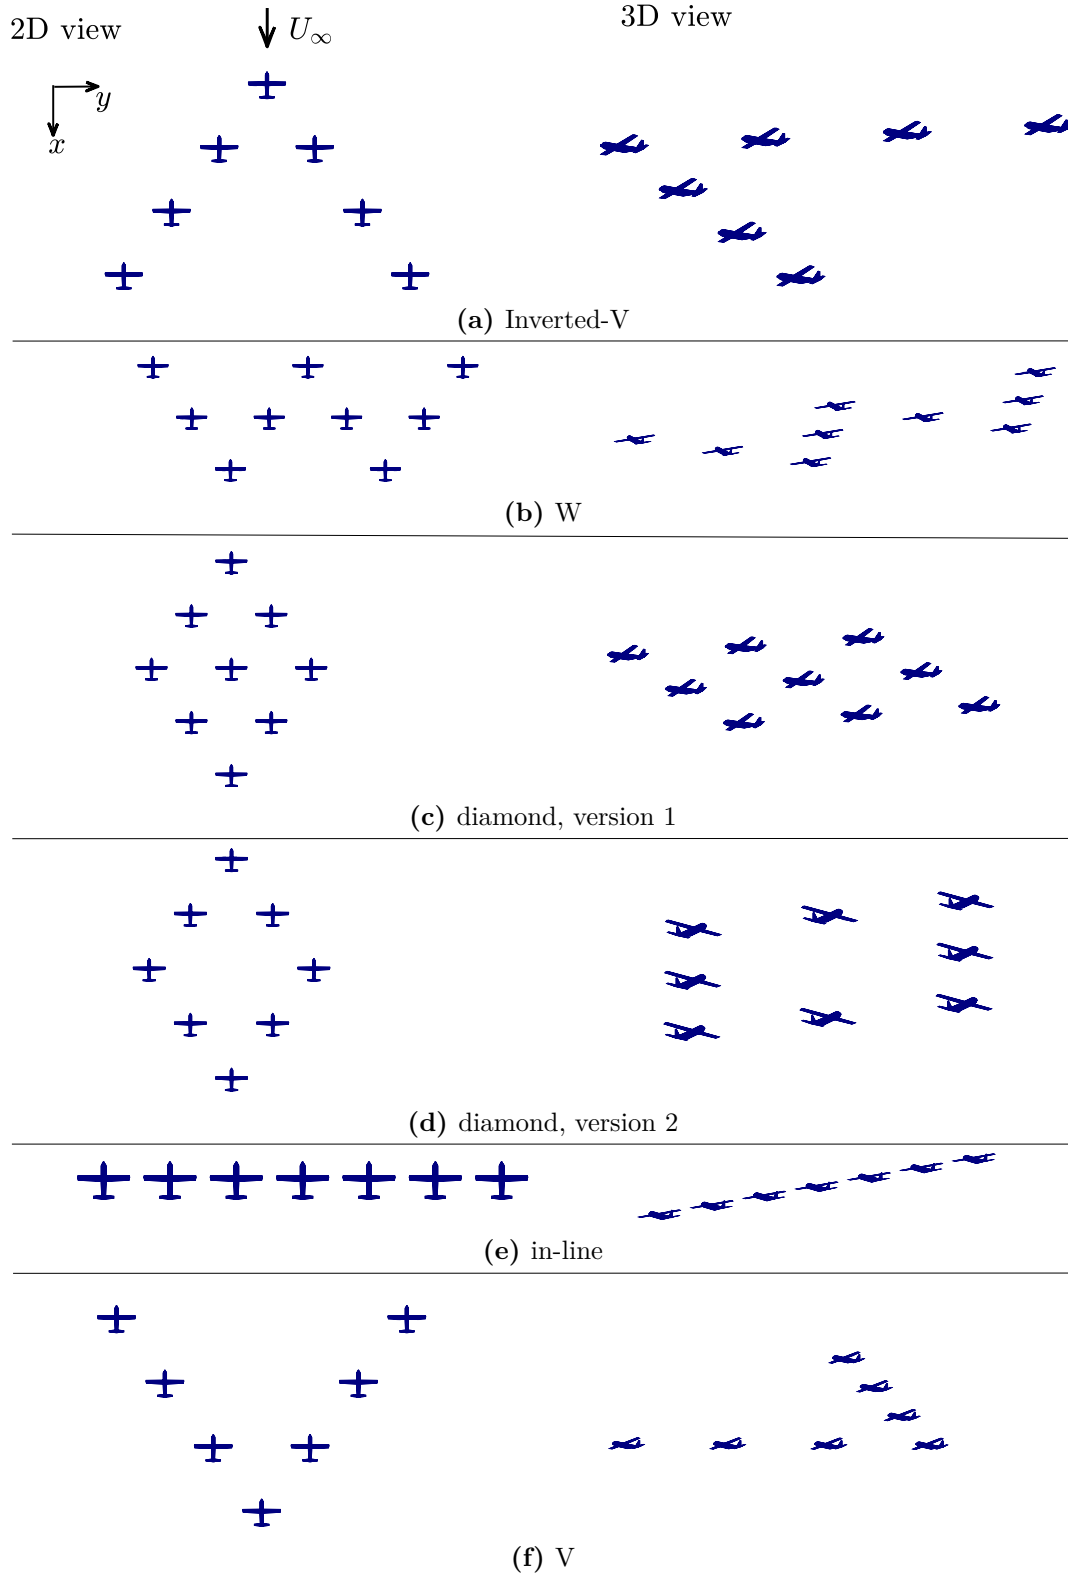 2D view
U∞
3D view
y
x
(a) Inverted-V
(b) W
(c) diamond, version 1
(d) diamond, version 2
(e) in-line
(f) V